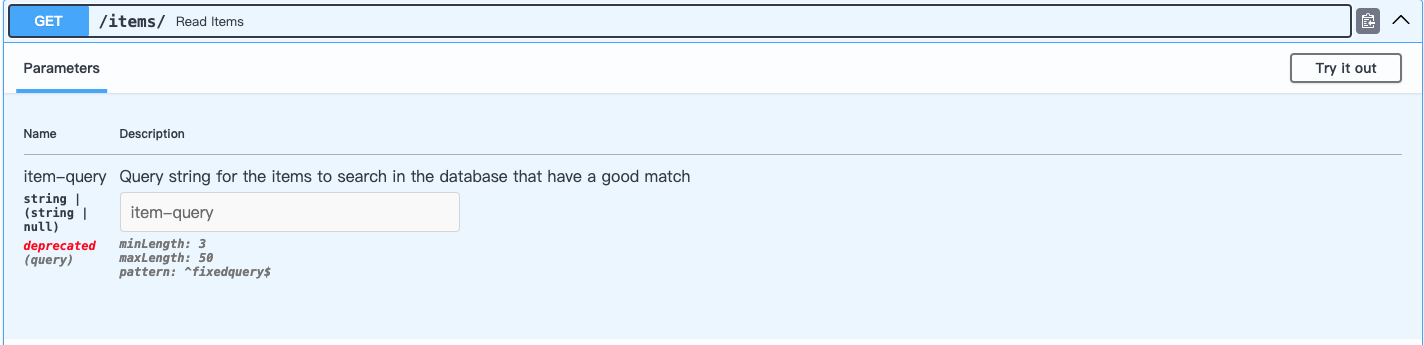 GET /items/ Read Items
Parameters
Try it out
Name Description
item-query Query string for the items to search in the database that have a good match
string |
(string |
null)
deprecated
(query)
item-query
minLength: 3
maxLength: 50
pattern: ^fixedquery$